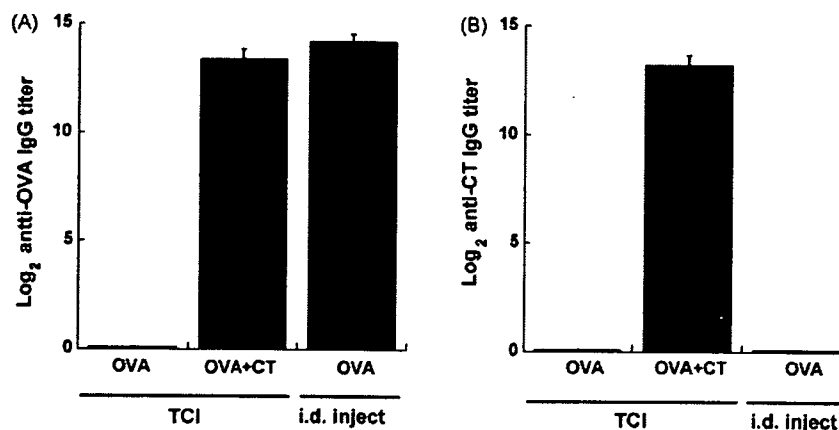 (A)
Log2 antti-OVA IgG titer
15
10
5
0
OVA
OVA+CT
OVA
TCI
i.d. inject
(B)
Log2 anti-CT IgG titer
15
10
5
0
OVA
OVA+CT
OVA
TCI
i.d. inject